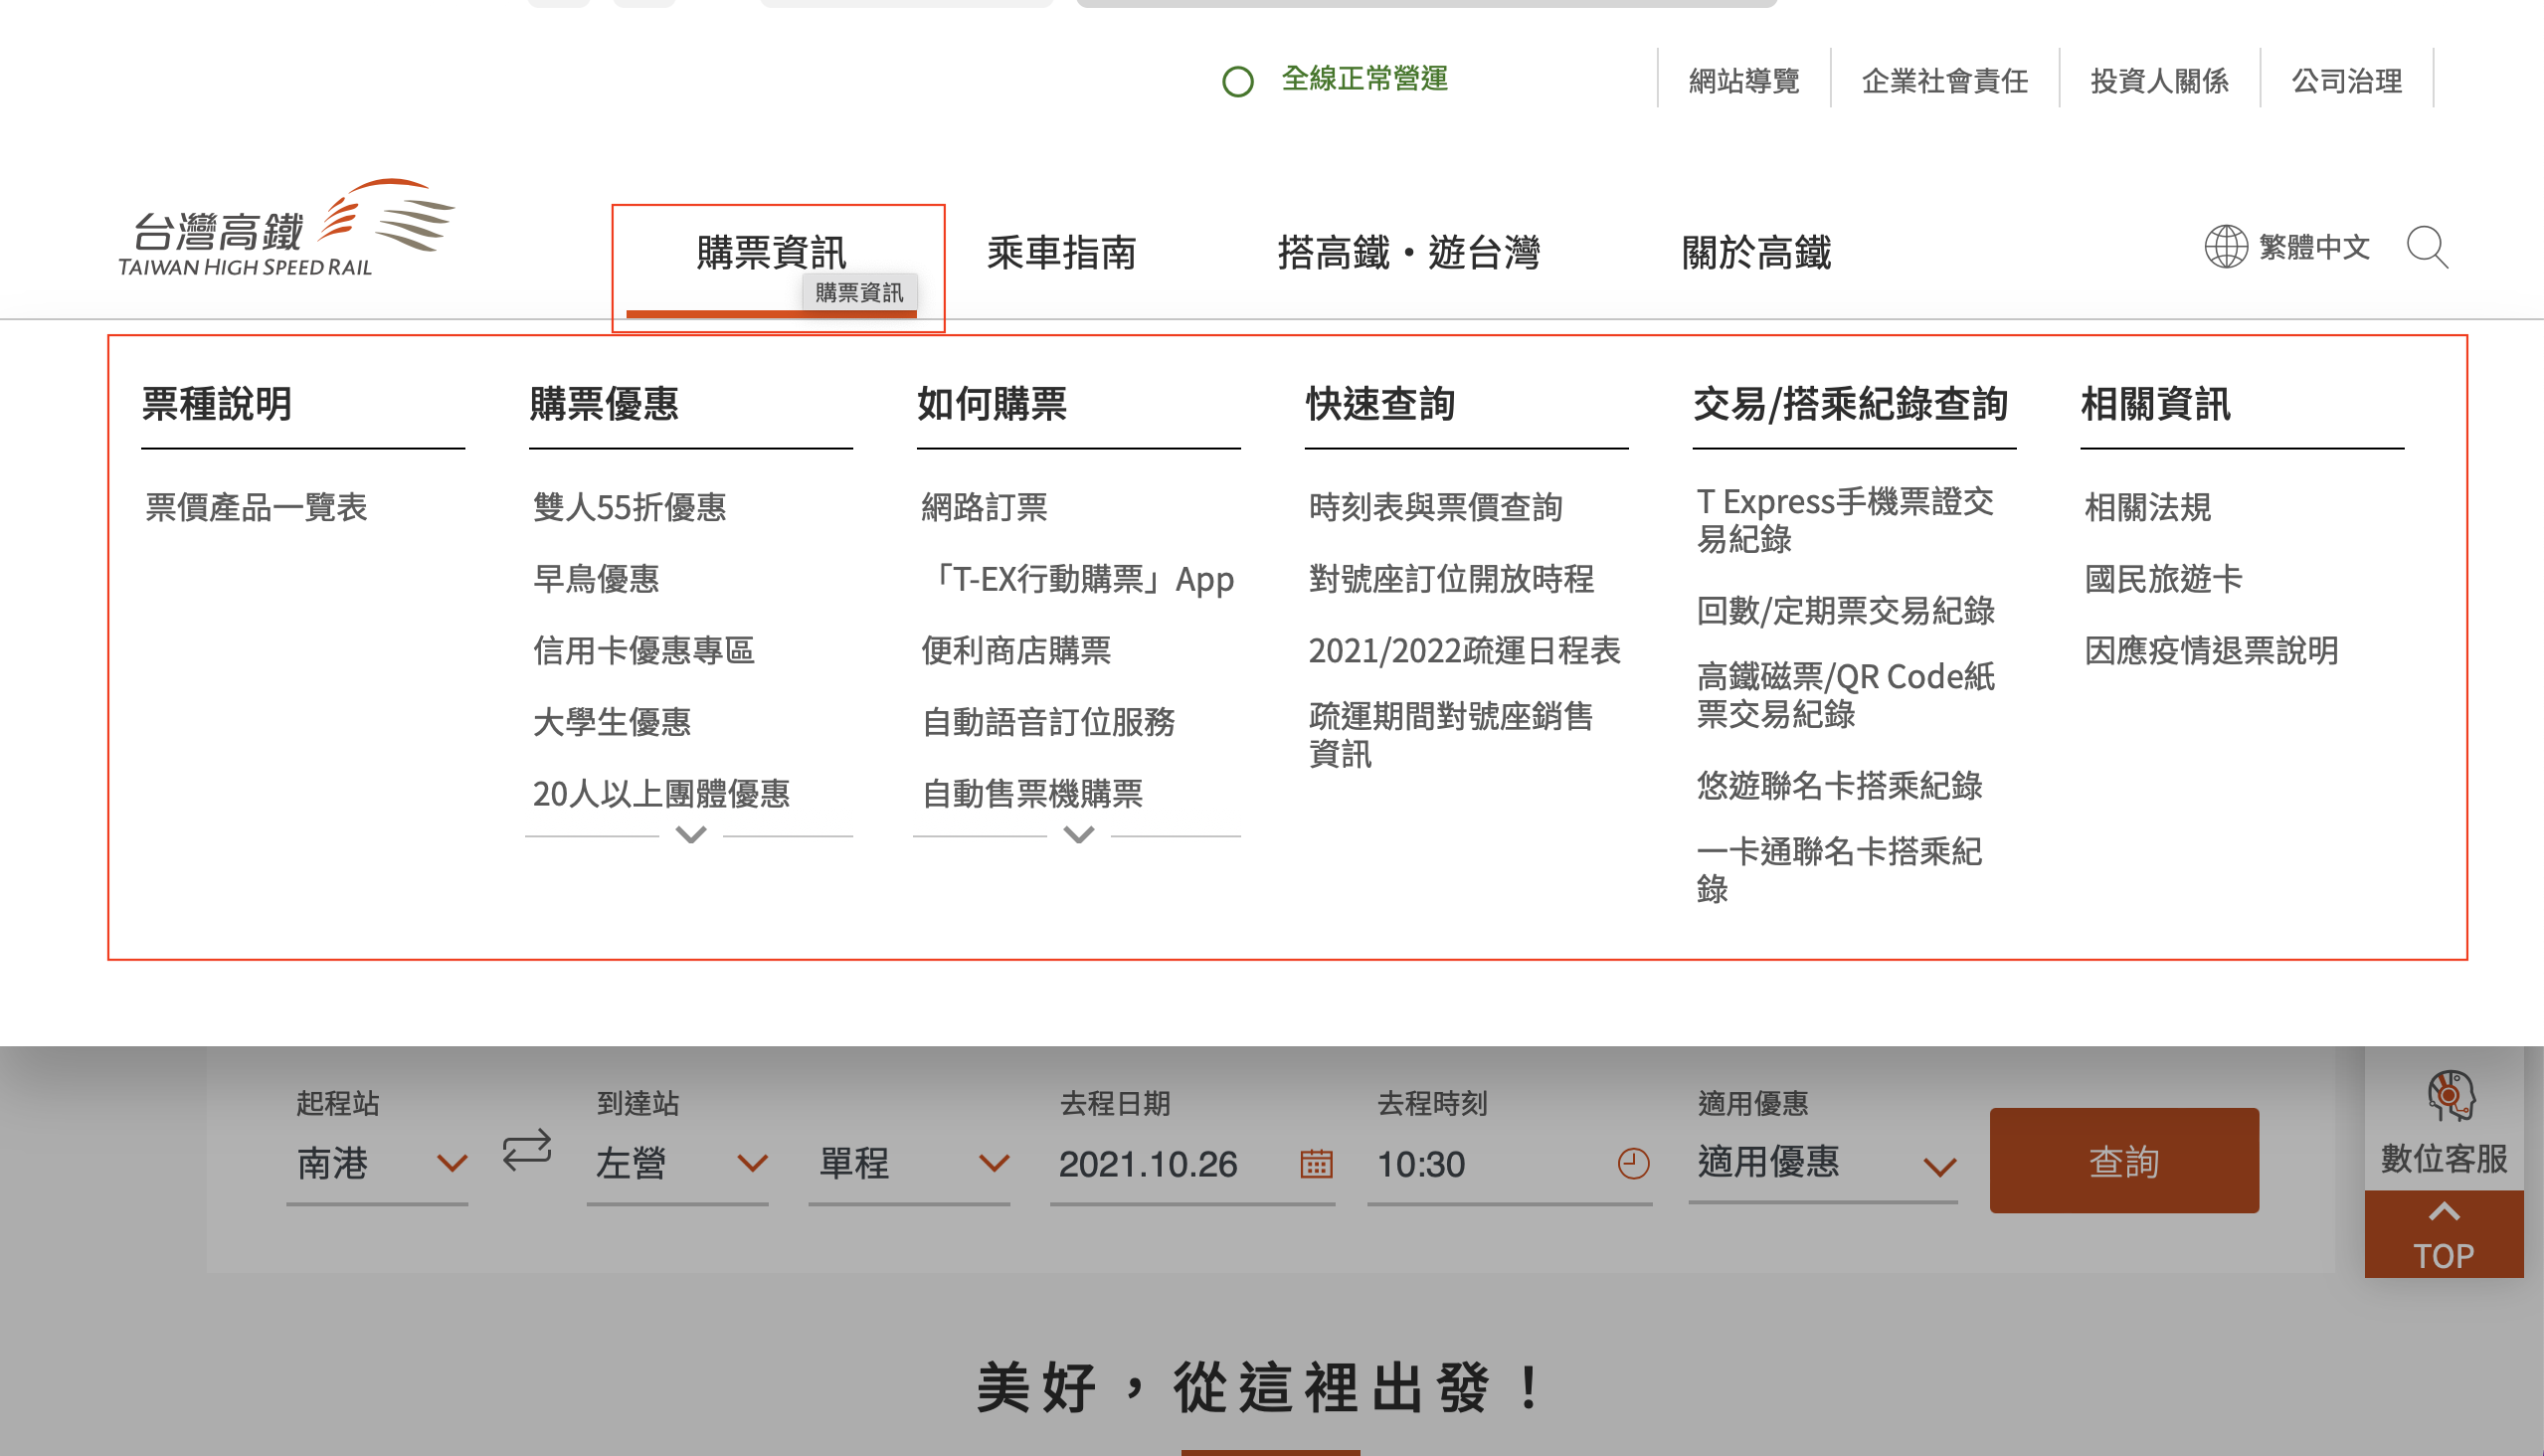 全線正常營運
網站導覽
企業社會責任
投資人關係
公司治理
台灣高鐵
TAIWAN HIGH SPEED RAIL
購票資訊
乘車指南
搭高鐵・遊台灣
關於高鐵
繁體中文
購票資訊
票種說明
票價產品一覽表
購票優惠
雙人55折優惠
早鳥優惠
信用卡優惠專區
大學生優惠
20人以上團體優惠
如何購票
網路訂票
「T-EX行動購票」App
便利商店購票
自動語音訂位服務
自動售票機購票
快速查詢
時刻表與票價查詢
對號座訂位開放時程
2021/2022疏運日程表
疏運期間對號座銷售
資訊
交易/搭乘紀錄查詢
T Express手機票證交
易紀錄
回數/定期票交易紀錄
高鐵磁票/QR Code紙
票交易紀錄
悠遊聯名卡搭乘紀錄
一卡通聯名卡搭乘紀
錄
相關資訊
相關法規
國民旅遊卡
因應疫情退票說明
起程站
到達站
去程日期
去程時刻
適用優惠
南港
左營
單程
2021.10.26
10:30
適用優惠
查詢
數位客服
TOP
美好，從這裡出發！